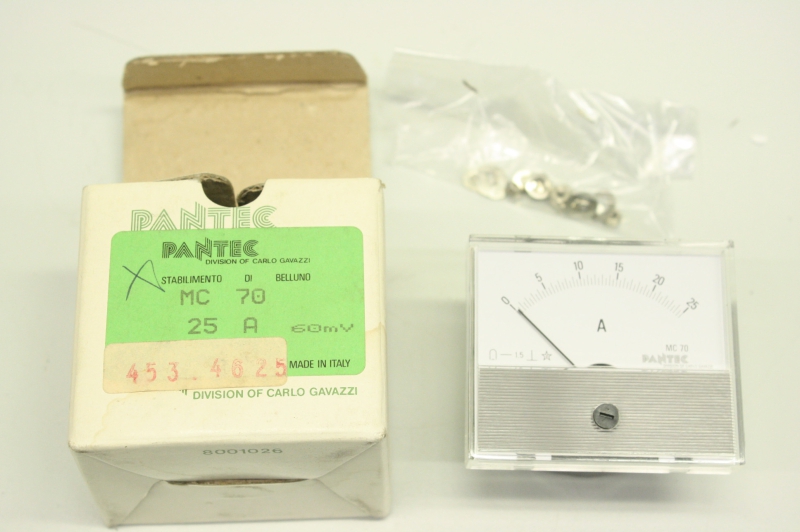 PANTEC
PANTEC
DIVISION OF CARLO GAVAZZI
STABILIMENTO DI BELLUNO
MC 70
25 A 60mV
453 4625
MADE IN ITALY
DIVISION OF CARLO GAVAZZI
8001026
0 5 10 15 20 25
A
MC 70
PANTEC
1.5